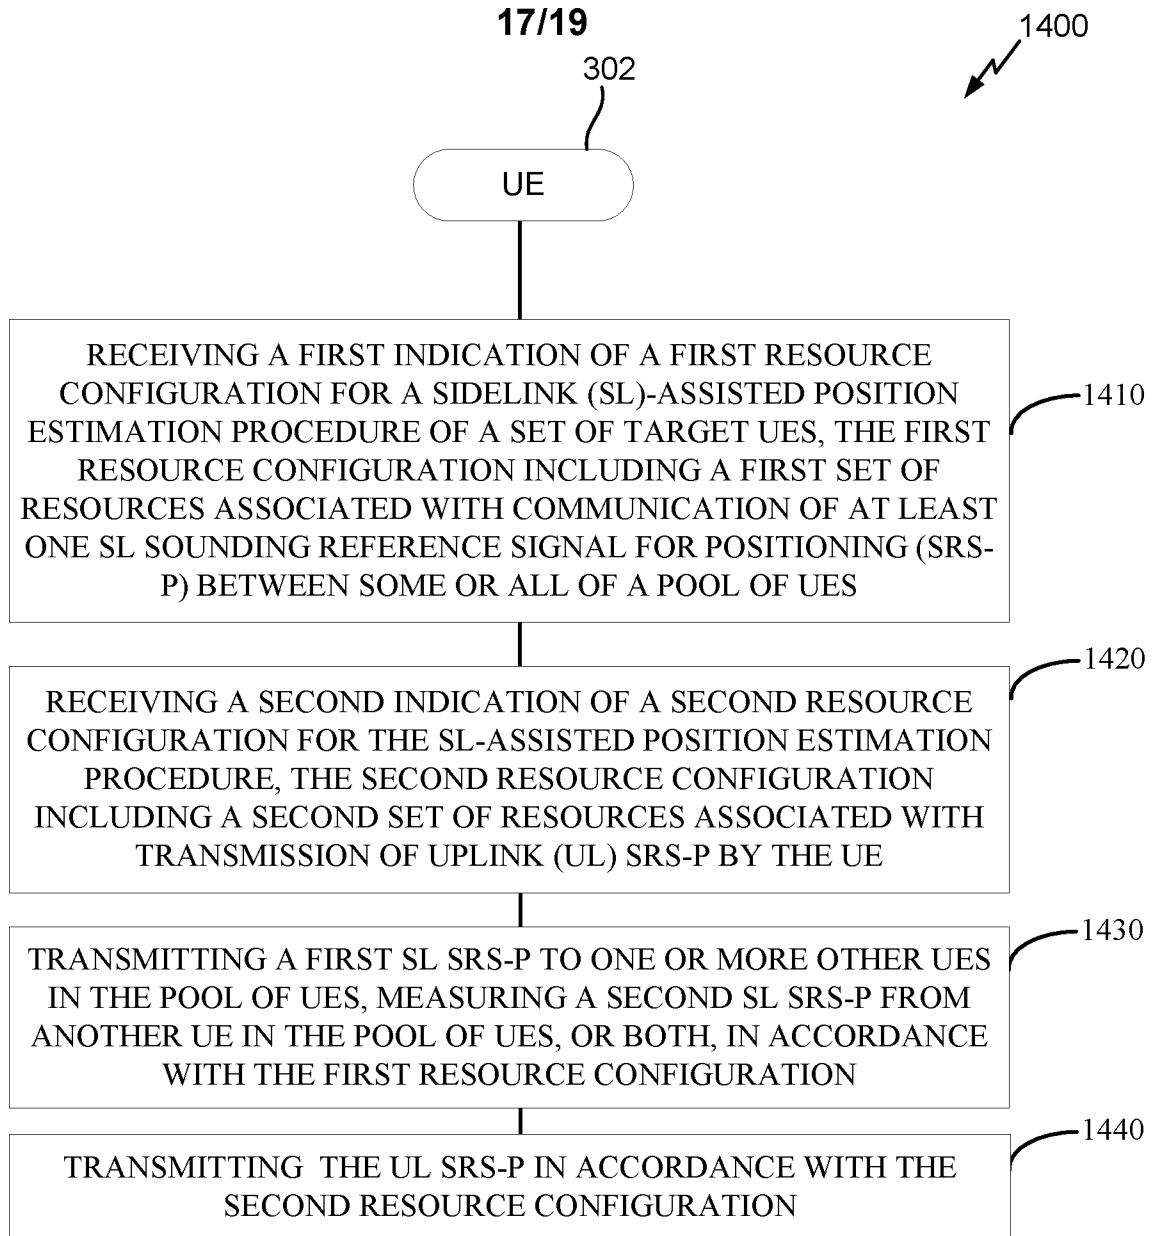 17/19
1400
302
UE
RECEIVING A FIRST INDICATION OF A FIRST RESOURCE
CONFIGURATION FOR A SIDELINK (SL)-ASSISTED POSITION
ESTIMATION PROCEDURE OF A SET OF TARGET UES, THE FIRST
RESOURCE CONFIGURATION INCLUDING A FIRST SET OF
RESOURCES ASSOCIATED WITH COMMUNICATION OF AT LEAST
ONE SL SOUNDING REFERENCE SIGNAL FOR POSITIONING (SRS-
P) BETWEEN SOME OR ALL OF A POOL OF UES
1410
RECEIVING A SECOND INDICATION OF A SECOND RESOURCE
CONFIGURATION FOR THE SL-ASSISTED POSITION ESTIMATION
PROCEDURE, THE SECOND RESOURCE CONFIGURATION
INCLUDING A SECOND SET OF RESOURCES ASSOCIATED WITH
TRANSMISSION OF UPLINK (UL) SRS-P BY THE UE
1420
TRANSMITTING A FIRST SL SRS-P TO ONE OR MORE OTHER UES
IN THE POOL OF UES, MEASURING A SECOND SL SRS-P FROM
ANOTHER UE IN THE POOL OF UES, OR BOTH, IN ACCORDANCE
WITH THE FIRST RESOURCE CONFIGURATION
1430
TRANSMITTING THE UL SRS-P IN ACCORDANCE WITH THE
SECOND RESOURCE CONFIGURATION
1440